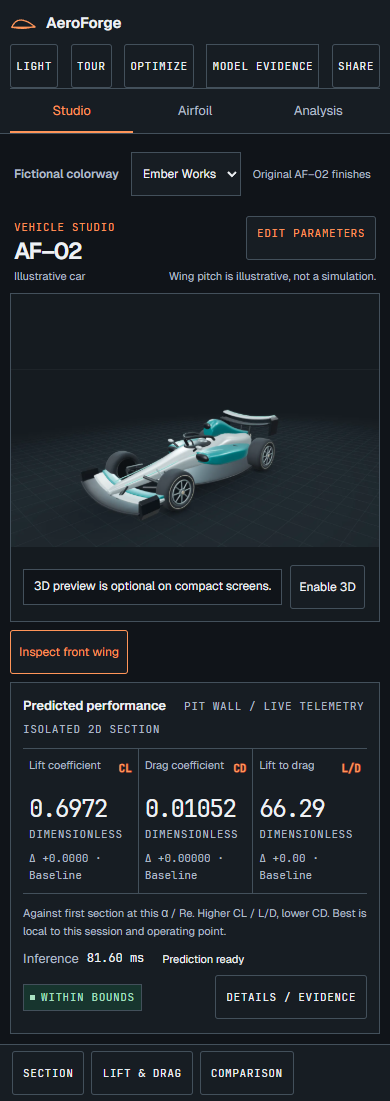 AeroForge
LIGHT TOUR OPTIMIZE MODEL EVIDENCE SHARE
Studio Airfoil Analysis
Fictional colorway Ember Works Original AF–02 finishes
VEHICLE STUDIO
EDIT PARAMETERS
AF–02
Illustrative car Wing pitch is illustrative, not a simulation.
3D preview is optional on compact screens. Enable 3D
Inspect front wing
Predicted performance PIT WALL / LIVE TELEMETRY
ISOLATED 2D SECTION
Lift coefficient CL Drag coefficient CD Lift to drag L/D
0.6972 0.01052 66.29
DIMENSIONLESS DIMENSIONLESS DIMENSIONLESS
Δ +0.0000 · Δ +0.00000 · Δ +0.00 ·
Baseline Baseline Baseline
Against first section at this α / Re. Higher CL / L/D, lower CD. Best is
local to this session and operating point.
Inference 81.60 ms Prediction ready
WITHIN BOUNDS DETAILS / EVIDENCE
SECTION LIFT & DRAG COMPARISON